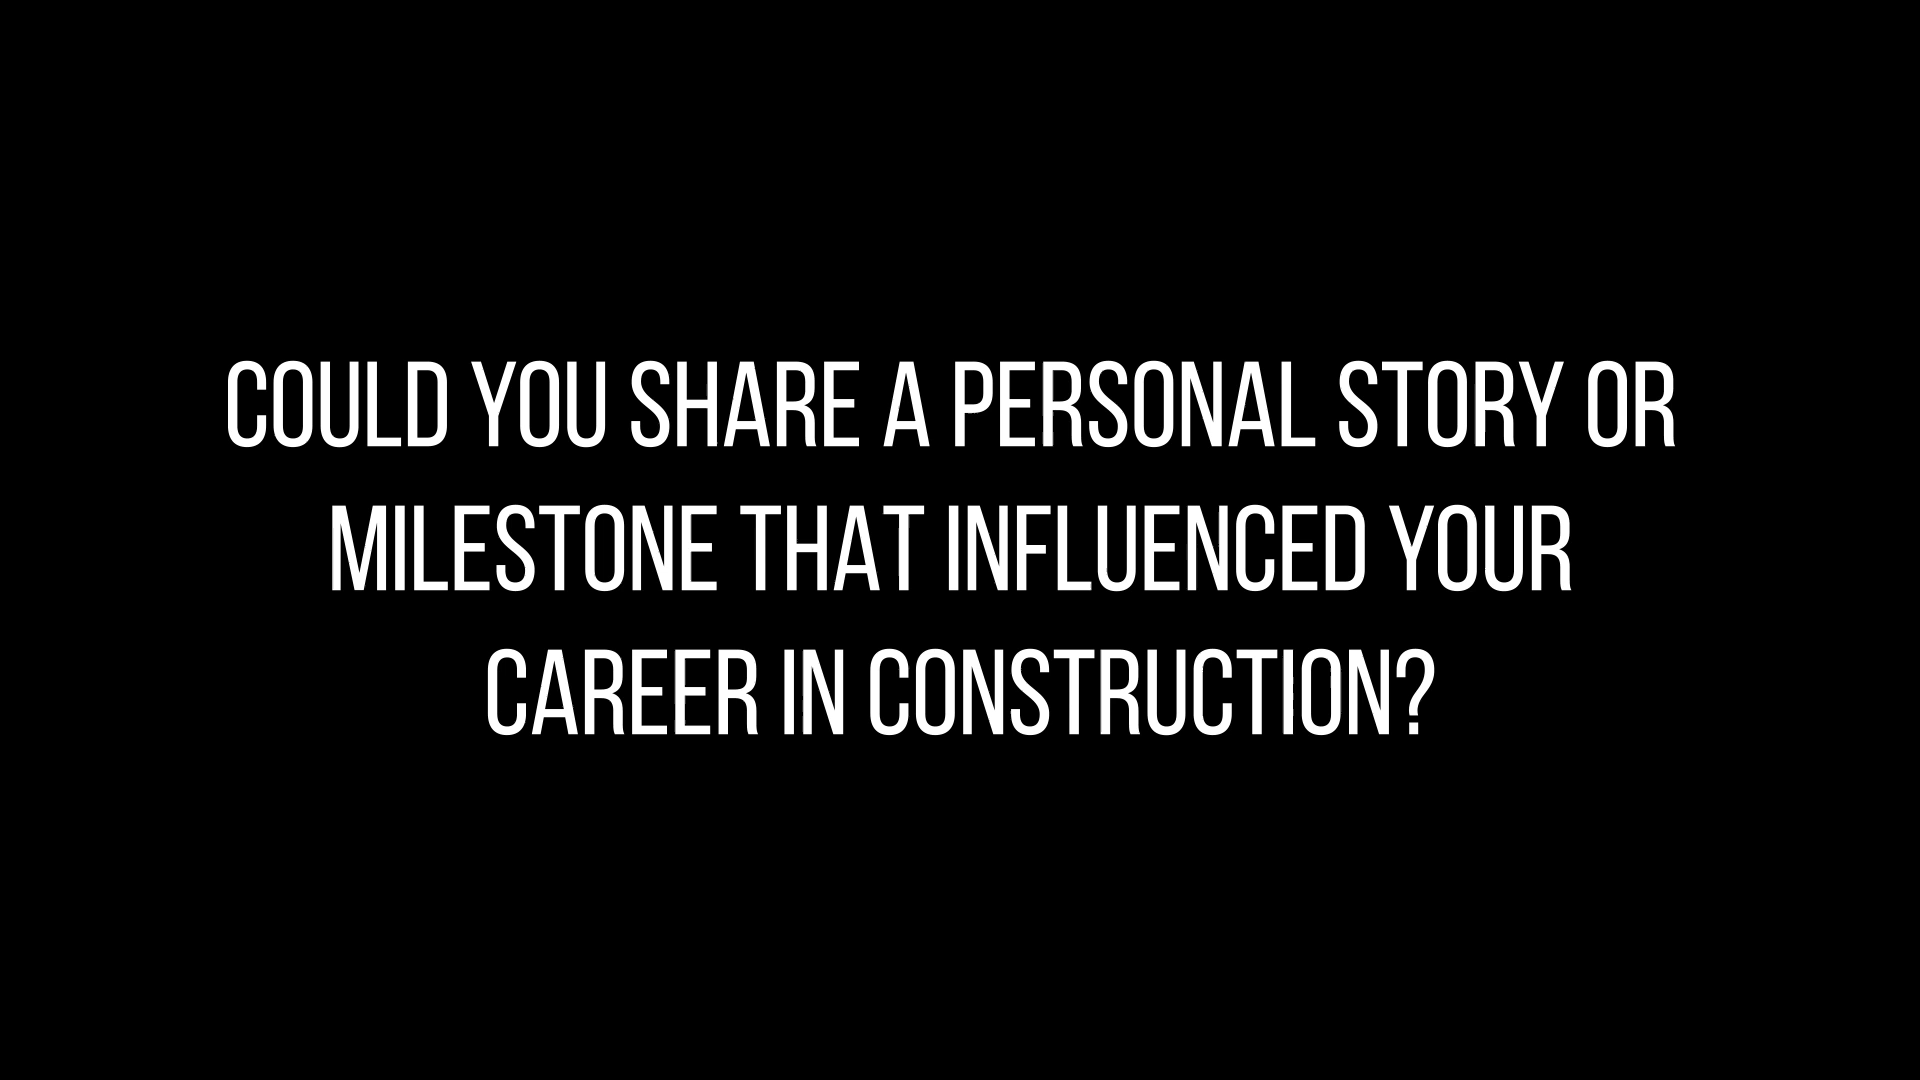 COULD YOU SHARE A PERSONAL STORY OR
MILESTONE THAT INFLUENCED YOUR
CAREER IN CONSTRUCTION?